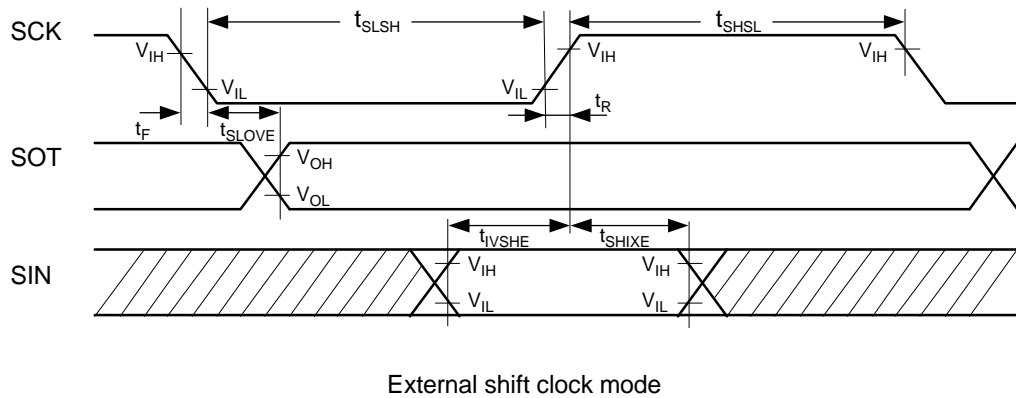 tSLSH tSHSL
SCK
VIH VIH VIH
VIL VIL
tR
tF tSLOVE
SOT
VOH
VOL
tIVSHE tSHIXE
SIN
VIH VIH
VIL VIL
External shift clock mode